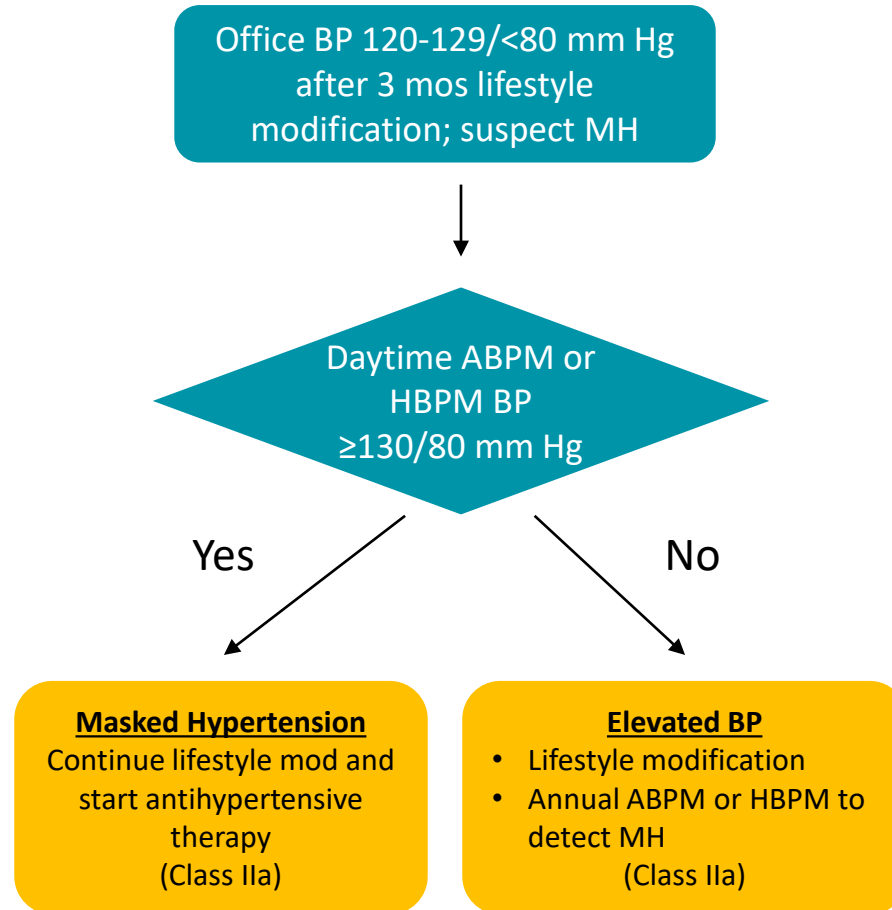 Office BP 120-129/<80 mm Hg
after 3 mos lifestyle
modification; suspect MH
Daytime ABPM or
HBPM BP
≥130/80 mm Hg
Yes
No
Masked Hypertension
Continue lifestyle mod and
start antihypertensive
therapy
(Class IIa)
Elevated BP
• Lifestyle modification
• Annual ABPM or HBPM to
detect MH
(Class IIa)